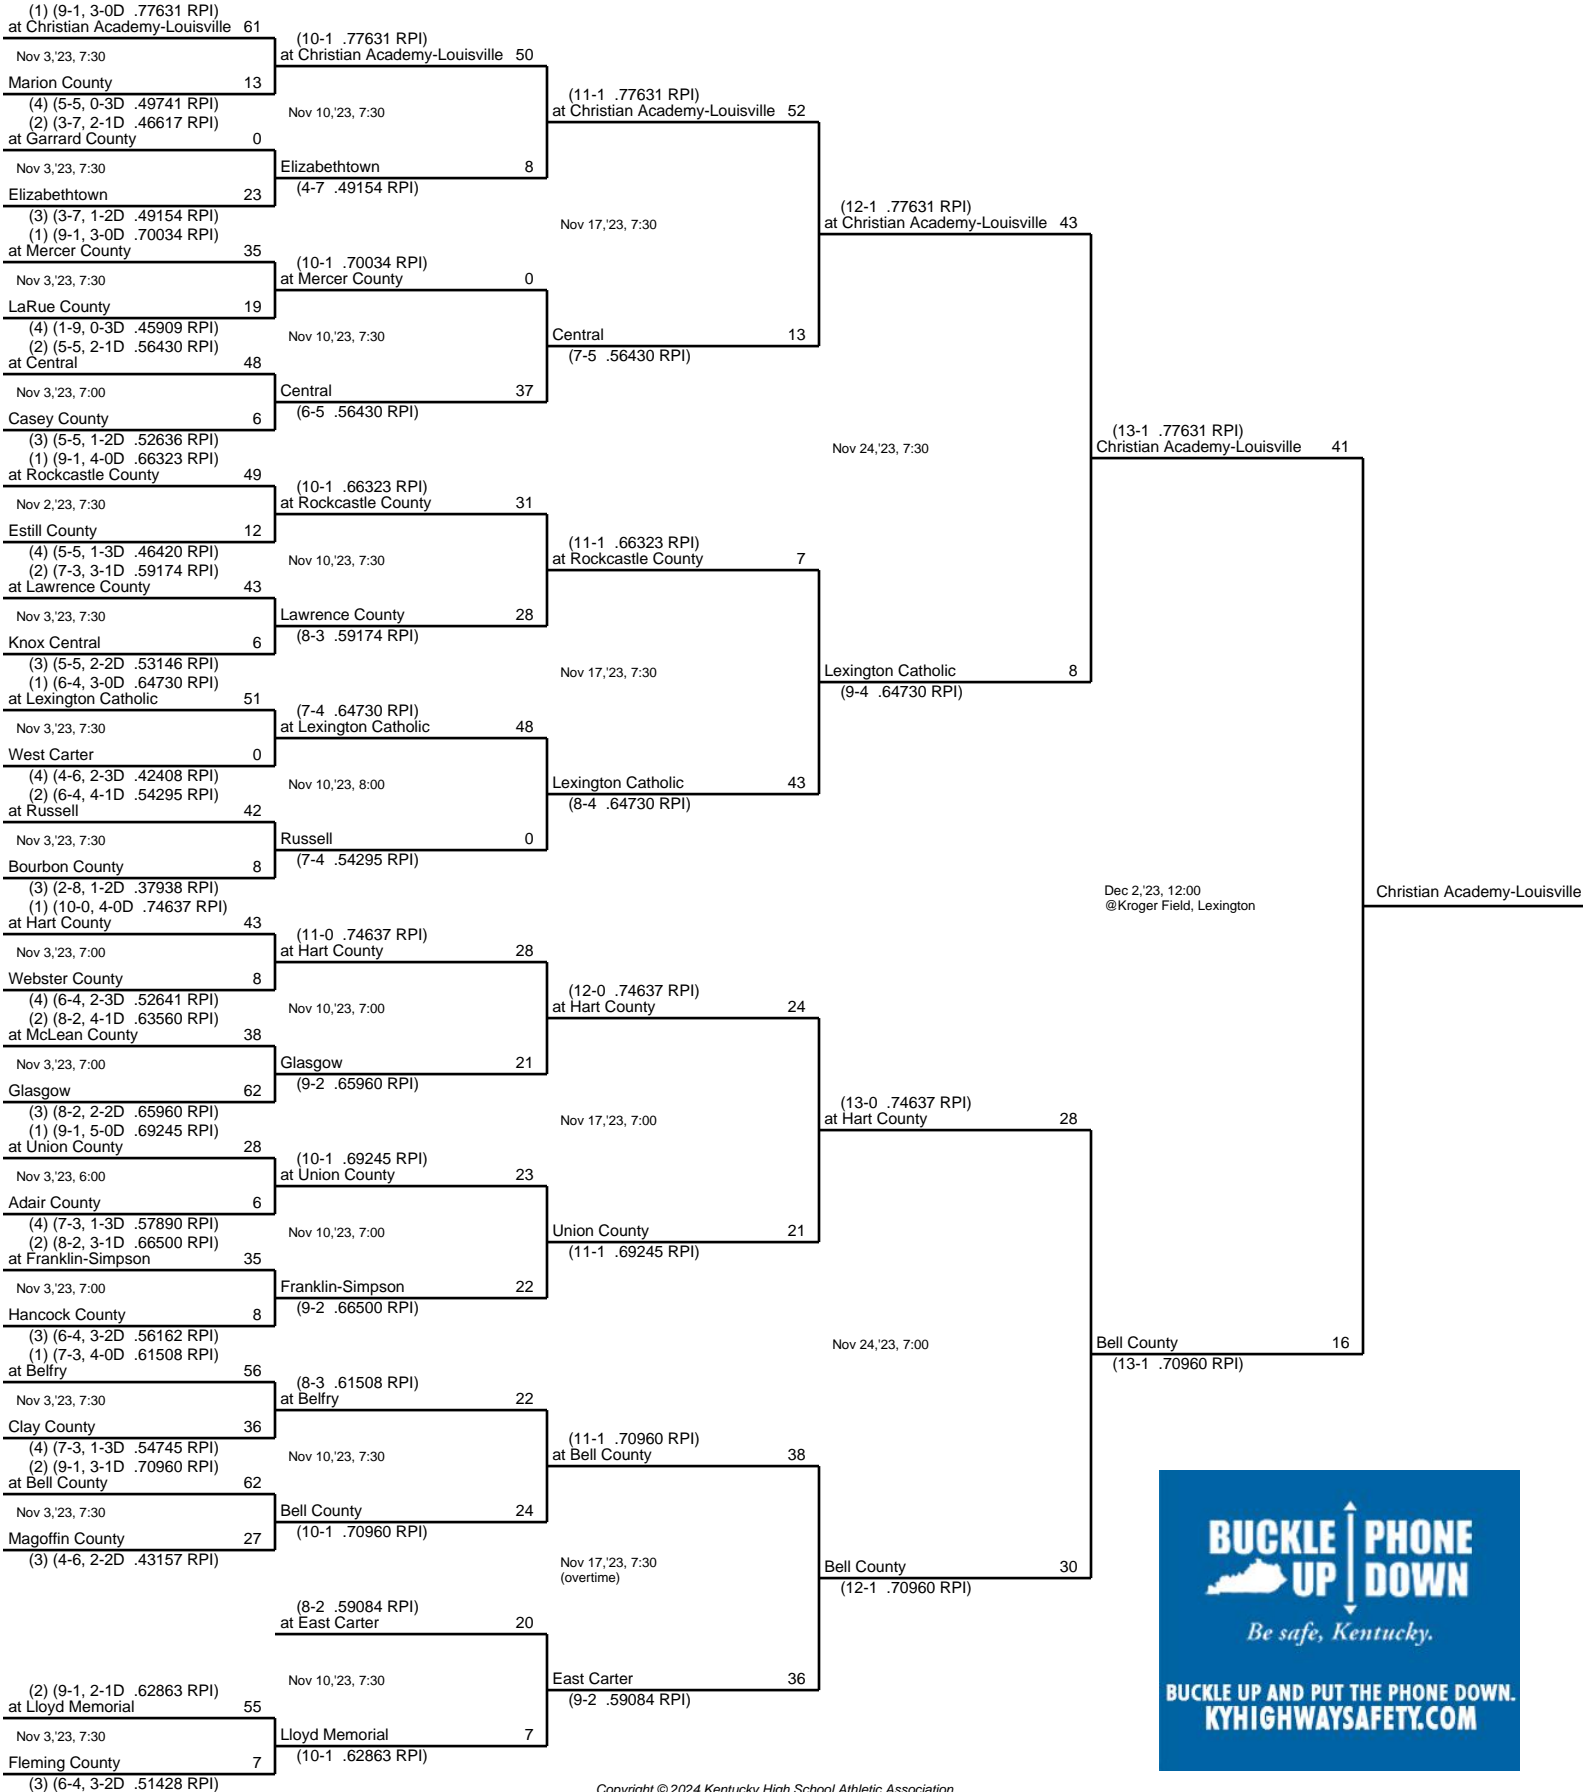 (1) (9-1, 3-0D .77631 RPI)
at Christian Academy-Louisville 61
Nov 3,'23, 7:30
Marion County 13
(4) (5-5, 0-3D .49741 RPI)
(2) (3-7, 2-1D .46617 RPI)
at Garrard County 0
Nov 3,'23, 7:30
Elizabethtown 23
(3) (3-7, 1-2D .49154 RPI)
(1) (9-1, 3-0D .70034 RPI)
at Mercer County 35
Nov 3,'23, 7:30
LaRue County 19
(4) (1-9, 0-3D .45909 RPI)
(2) (5-5, 2-1D .56430 RPI)
at Central 48
Nov 3,'23, 7:00
Casey County 6
(3) (5-5, 1-2D .52636 RPI)
(1) (9-1, 4-0D .66323 RPI)
at Rockcastle County 49
Nov 2,'23, 7:30
Estill County 12
(4) (5-5, 1-3D .46420 RPI)
(2) (7-3, 3-1D .59174 RPI)
at Lawrence County 43
Nov 3,'23, 7:30
Knox Central 6
(3) (5-5, 2-2D .53146 RPI)
(1) (6-4, 3-0D .64730 RPI)
at Lexington Catholic 51
Nov 3,'23, 7:30
West Carter 0
(4) (4-6, 2-3D .42408 RPI)
(2) (6-4, 4-1D .54295 RPI)
at Russell 42
Nov 3,'23, 7:30
Bourbon County 8
(3) (2-8, 1-2D .37938 RPI)
(1) (10-0, 4-0D .74637 RPI)
at Hart County 43
Nov 3,'23, 7:00
Webster County 8
(4) (6-4, 2-3D .52641 RPI)
(2) (8-2, 4-1D .63560 RPI)
at McLean County 38
Nov 3,'23, 7:00
Glasgow 62
(3) (8-2, 2-2D .65960 RPI)
(1) (9-1, 5-0D .69245 RPI)
at Union County 28
Nov 3,'23, 6:00
Adair County 6
(4) (7-3, 1-3D .57890 RPI)
(2) (8-2, 3-1D .66500 RPI)
at Franklin-Simpson 35
Nov 3,'23, 7:00
Hancock County 8
(3) (6-4, 3-2D .56162 RPI)
(1) (7-3, 4-0D .61508 RPI)
at Belfry 56
Nov 3,'23, 7:30
Clay County 36
(4) (7-3, 1-3D .54745 RPI)
(2) (9-1, 3-1D .70960 RPI)
at Bell County 62
Nov 3,'23, 7:30
Magoffin County 27
(3) (4-6, 2-2D .43157 RPI)
(2) (9-1, 2-1D .62863 RPI)
at Lloyd Memorial 55
Nov 3,'23, 7:30
Fleming County 7
(3) (6-4, 3-2D .51428 RPI)
(10-1 .77631 RPI)
at Christian Academy-Louisville 50
Nov 10,'23, 7:30
Elizabethtown 8
(4-7 .49154 RPI)
(10-1 .70034 RPI)
at Mercer County 0
Nov 10,'23, 7:30
Central 37
(6-5 .56430 RPI)
(10-1 .66323 RPI)
at Rockcastle County 31
Nov 10,'23, 7:30
Lawrence County 28
(8-3 .59174 RPI)
(7-4 .64730 RPI)
at Lexington Catholic 48
Nov 10,'23, 8:00
Russell 0
(7-4 .54295 RPI)
(11-0 .74637 RPI)
at Hart County 28
Nov 10,'23, 7:00
Glasgow 21
(9-2 .65960 RPI)
(10-1 .69245 RPI)
at Union County 23
Nov 10,'23, 7:00
Franklin-Simpson 22
(9-2 .66500 RPI)
(8-3 .61508 RPI)
at Belfry 22
Nov 10,'23, 7:30
Bell County 24
(10-1 .70960 RPI)
(8-2 .59084 RPI)
at East Carter 20
Nov 10,'23, 7:30
Lloyd Memorial 7
(10-1 .62863 RPI)
(11-1 .77631 RPI)
at Christian Academy-Louisville 52
Nov 17,'23, 7:30
Central 13
(7-5 .56430 RPI)
(11-1 .66323 RPI)
at Rockcastle County 7
Nov 17,'23, 7:30
Lexington Catholic 43
(8-4 .64730 RPI)
(12-0 .74637 RPI)
at Hart County 24
Nov 17,'23, 7:00
Union County 21
(11-1 .69245 RPI)
(11-1 .70960 RPI)
at Bell County 38
Nov 17,'23, 7:30
(overtime)
East Carter 36
(9-2 .59084 RPI)
(12-1 .77631 RPI)
at Christian Academy-Louisville 43
Nov 24,'23, 7:30
Lexington Catholic 8
(9-4 .64730 RPI)
(13-0 .74637 RPI)
at Hart County 28
Nov 24,'23, 7:00
Bell County 30
(12-1 .70960 RPI)
(13-1 .77631 RPI)
Christian Academy-Louisville 41
Dec 2,'23, 12:00
@Kroger Field, Lexington
Bell County 16
(13-1 .70960 RPI)
Christian Academy-Louisville
BUCKLE PHONE
UP DOWN
Be safe, Kentucky.
BUCKLE UP AND PUT THE PHONE DOWN.
KYHIGHWAYSAFETY.COM
Copyright © 2024 Kentucky High School Athletic Association